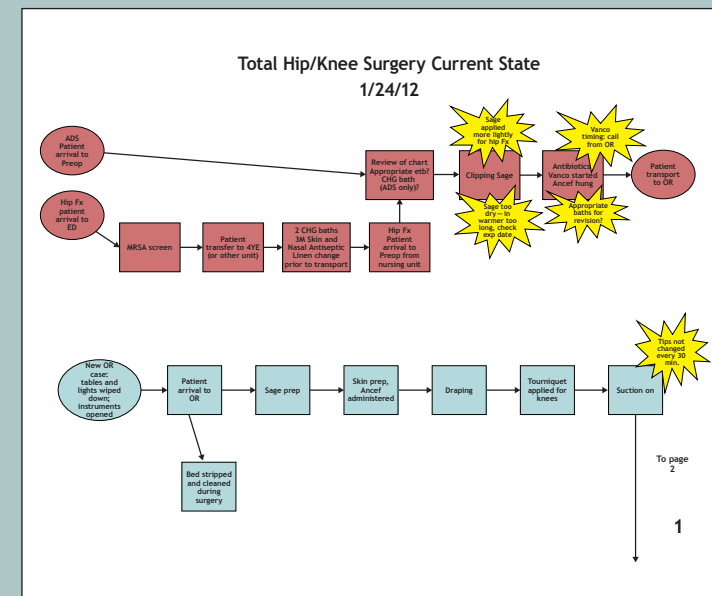 Total Hip/Knee Surgery Current State
1/24/12
ADS
Patient
arrival to
Preop
Hip Fx
patient
arrival to
ED
MRSA screen
Patient
transfer to 4YE
(or other unit)
2 CHG baths
3M Skin and
Nasal Antiseptic
Linen change
prior to transport
Hip Fx
Patient
arrival to
Preop from
nursing unit
Review of chart
Appropriate etb?
CHG bath
(ADS only)?
Sage
applied
more lightly
for hip Fx
Clipping Sage
Sage too
dry — in
warmer too
long, check
exp date
Vanco
timing: call
from OR
Antibiotics
Vanco started
Ancef hung
Appropriate
baths for
revision?
Patient
transport
to OR
New OR
case:
tables and
lights wiped
down;
instruments
opened
Patient
arrival to
OR
Bed stripped
and cleaned
during
surgery
Sage prep
Skin prep,
Ancef
administered
Draping
Tourniquet
applied for
knees
Suction on
Tips not
changed
every 30
min.
To page
2
1